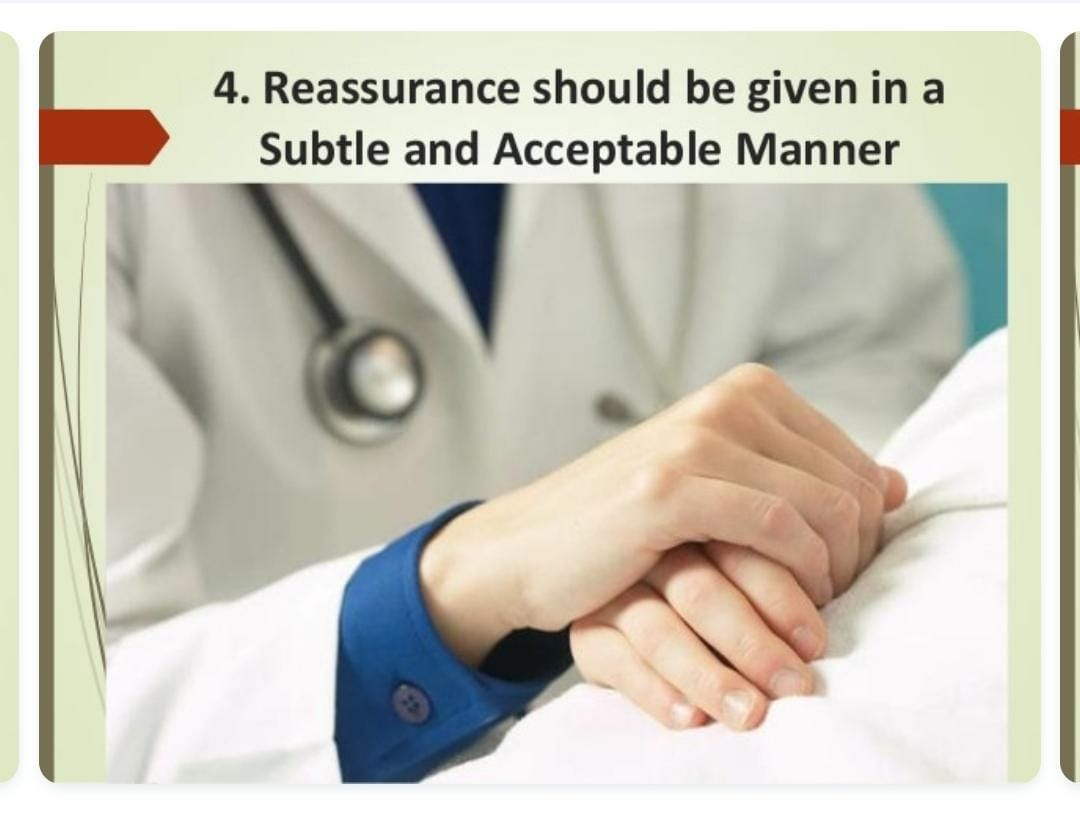 4. Reassurance should be given in a
Subtle and Acceptable Manner